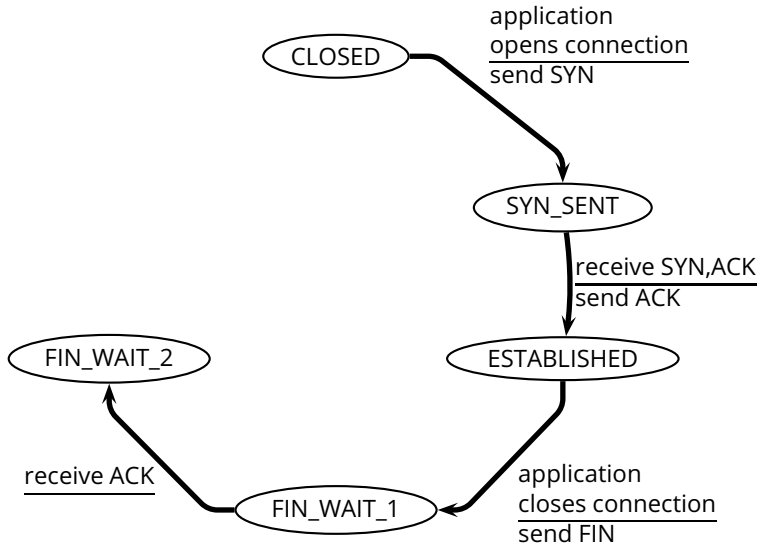 application
opens connection
send SYN
CLOSED
SYN_SENT
receive SYN,ACK
send ACK
FIN_WAIT_2
ESTABLISHED
receive ACK
application
closes connection
send FIN
FIN_WAIT_1